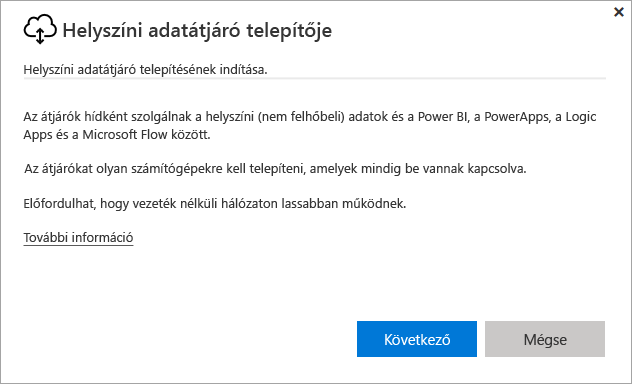 Helyszíni adatátjáró telepítője
Helyszíni adatátjáró telepítésének indítása.
Az átjárók hídként szolgálnak a helyszíni (nem felhőbeli) adatok és a Power BI, a PowerApps, a Logic
Apps és a Microsoft Flow között.
Az átjárókat olyan számítógépekre kell telepíteni, amelyek mindig be vannak kapcsolva.
Előfordulhat, hogy vezeték nélküli hálózaton lassabban működnek.
További információ
Következő
Mégse